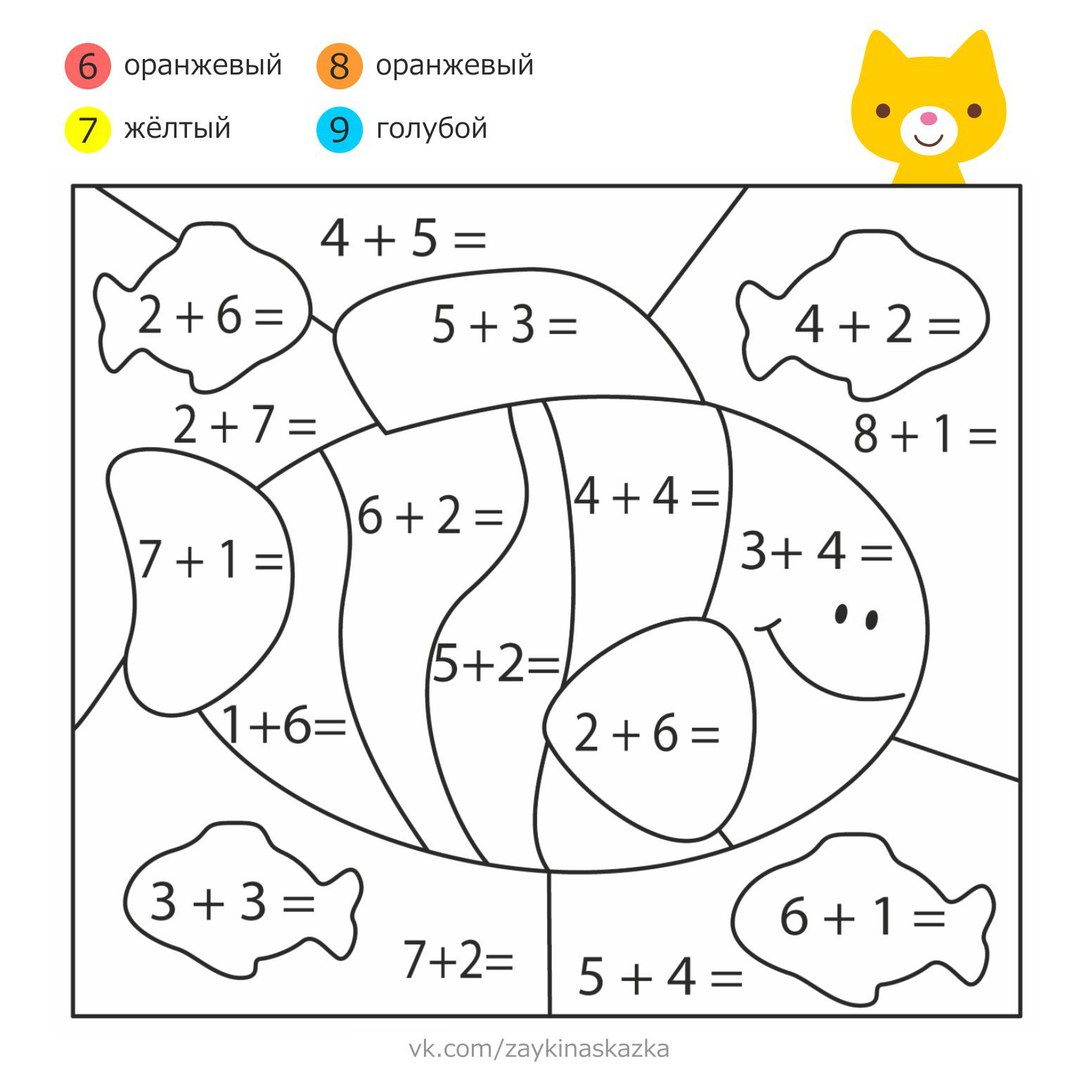 6 оранжевый 8 оранжевый
7 жёлтый 9 голубой
4 + 5 =
2 + 6 =
5 + 3 =
4 + 2 =
2 + 7 =
8 + 1 =
6 + 2 =
4 + 4 =
7 + 1 =
3+ 4 =
5+2=
1+6=
2 + 6 =
3 + 3 =
6 + 1 =
7+2=
5 + 4 =
vk.com/zaykinaskazka